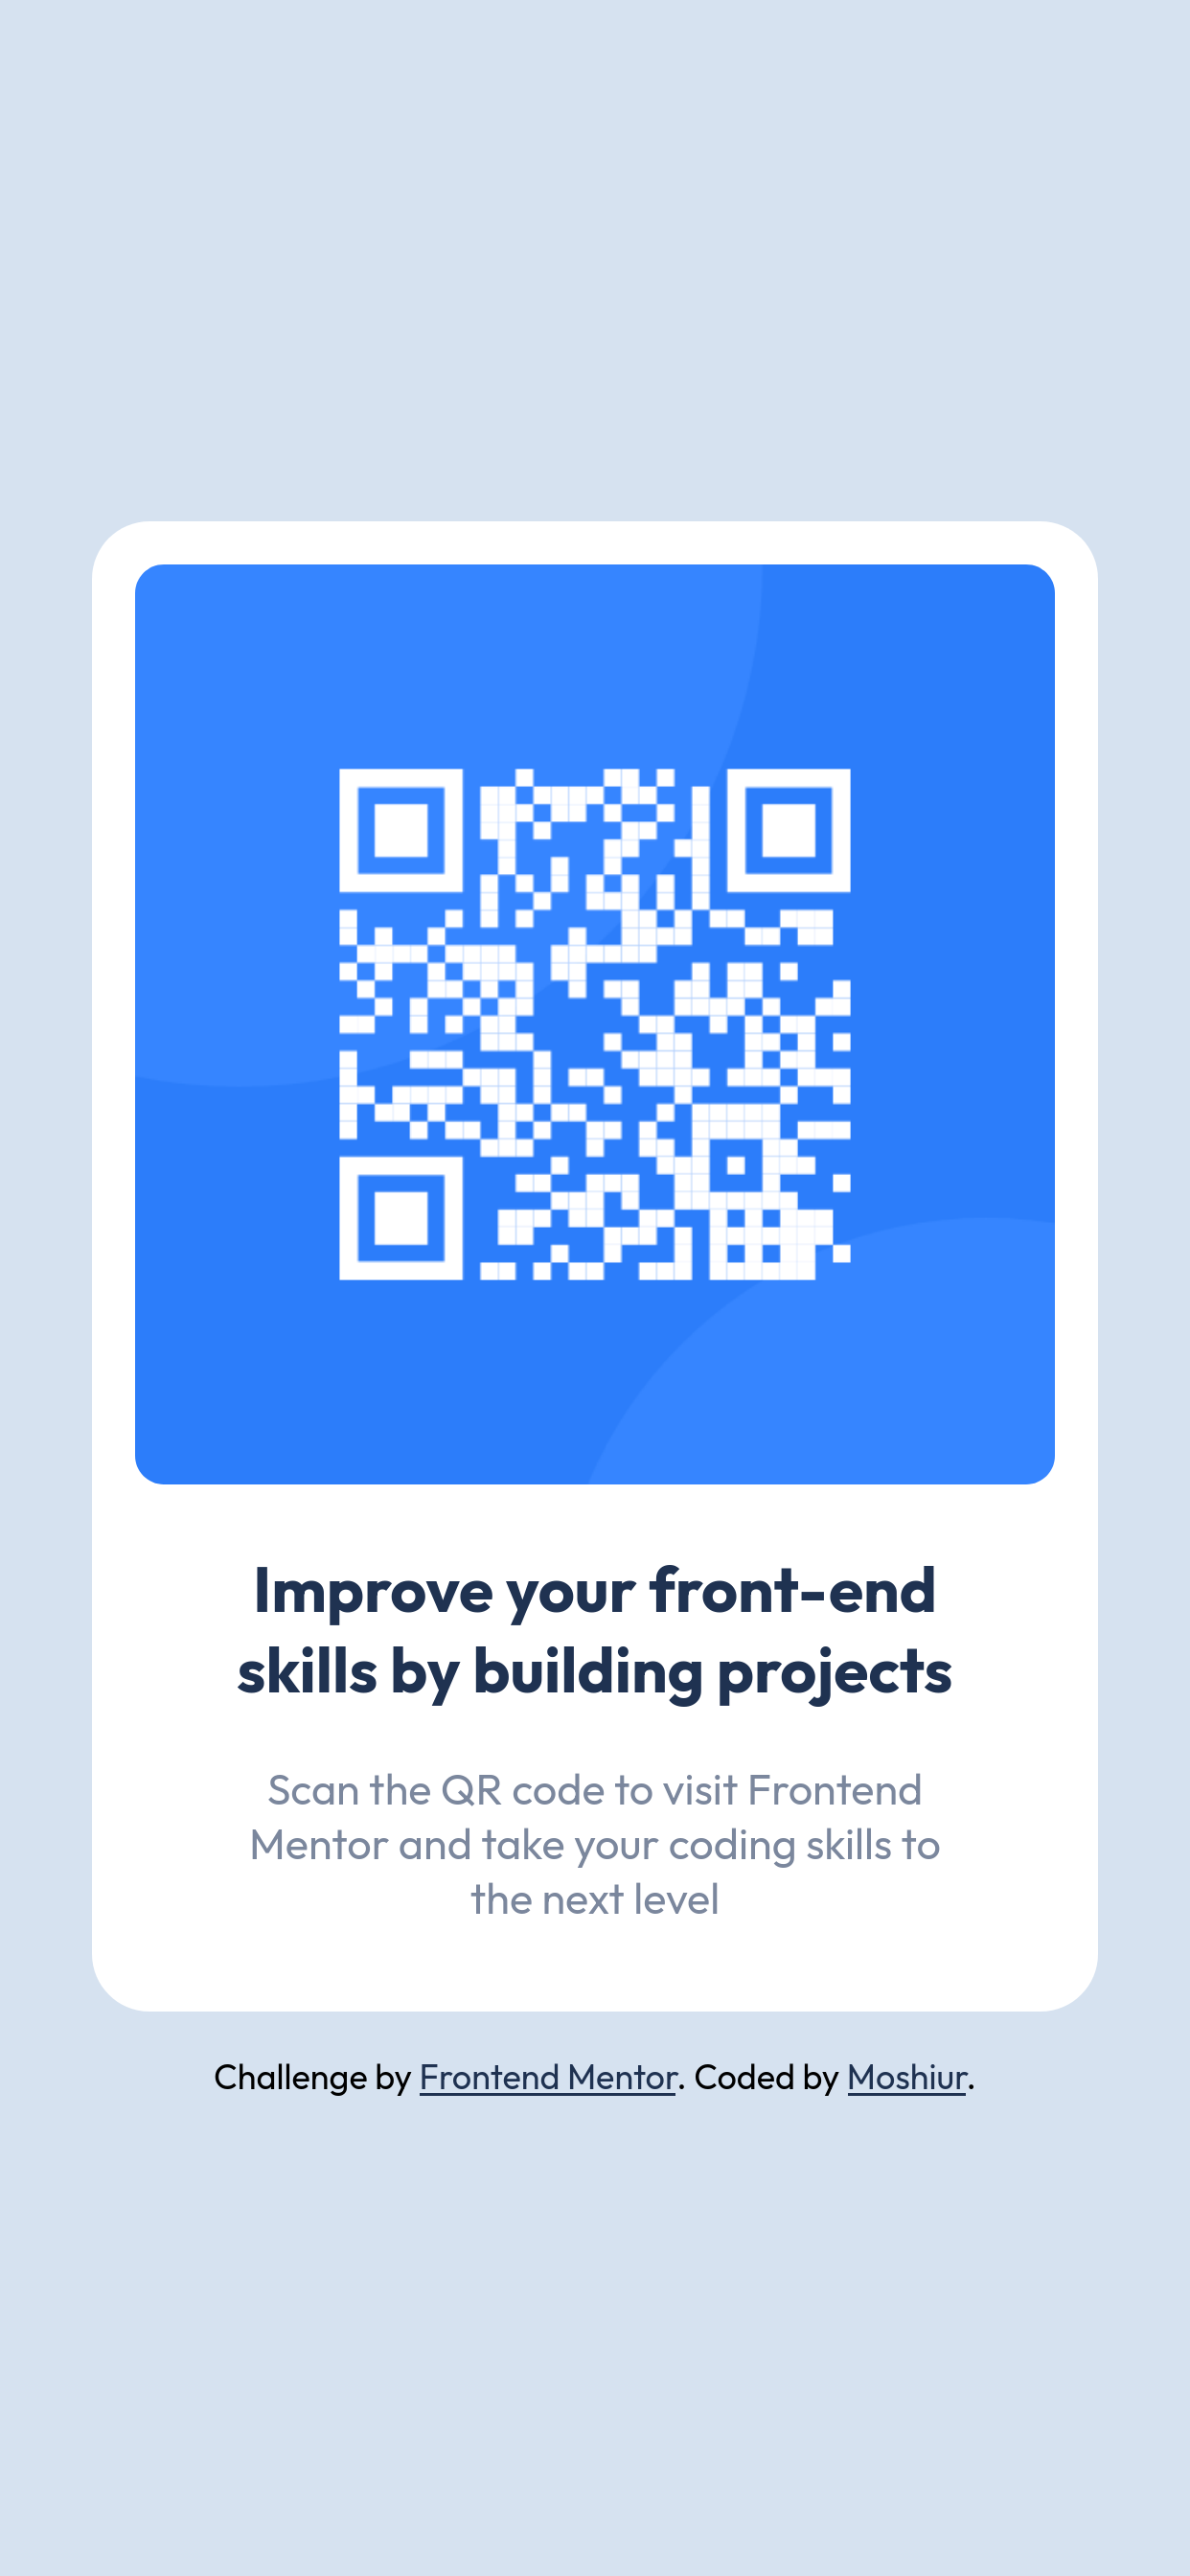 Improve your front-end
skills by building projects
Scan the QR code to visit Frontend
Mentor and take your coding skills to
the next level
Challenge by Frontend Mentor. Coded by Moshiur.